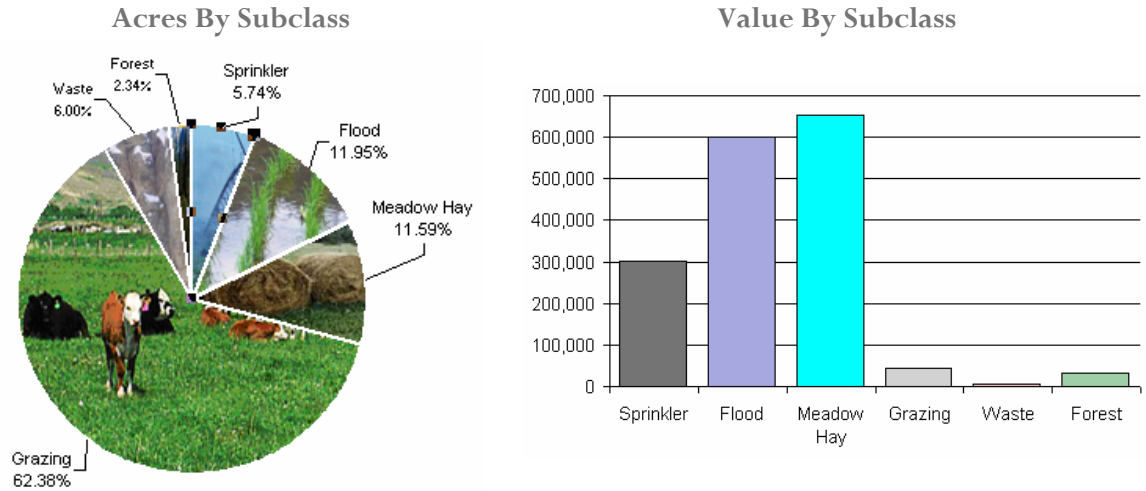 Acres By Subclass
Forest
2.34%
Sprinkler
5.74%
Waste
6.00%
Flood
11.95%
Meadow Hay
11.59%
Grazing
62.38%
Value By Subclass
700,000
600,000
500,000
400,000
300,000
200,000
100,000
0
Sprinkler
Flood
Meadow
Hay
Grazing
Waste
Forest